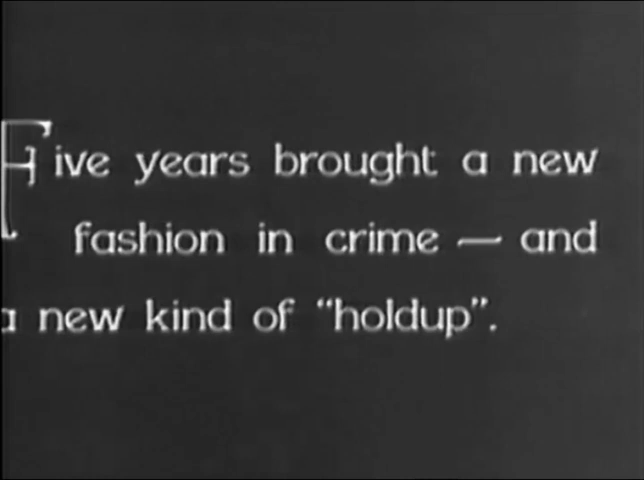 Five years brought a new
fashion in crime — and
a new kind of “holdup”.